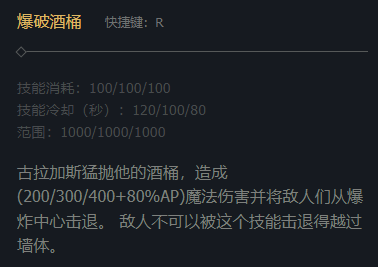 爆破酒桶 快捷键：R
技能消耗：100/100/100
技能冷却（秒）：120/100/80
范围：1000/1000/1000
古拉加斯猛抛他的酒桶，造成
(200/300/400+80%AP)魔法伤害并将敌人们从爆
炸中心击退。 敌人不可以被这个技能击退得越过
墙体。